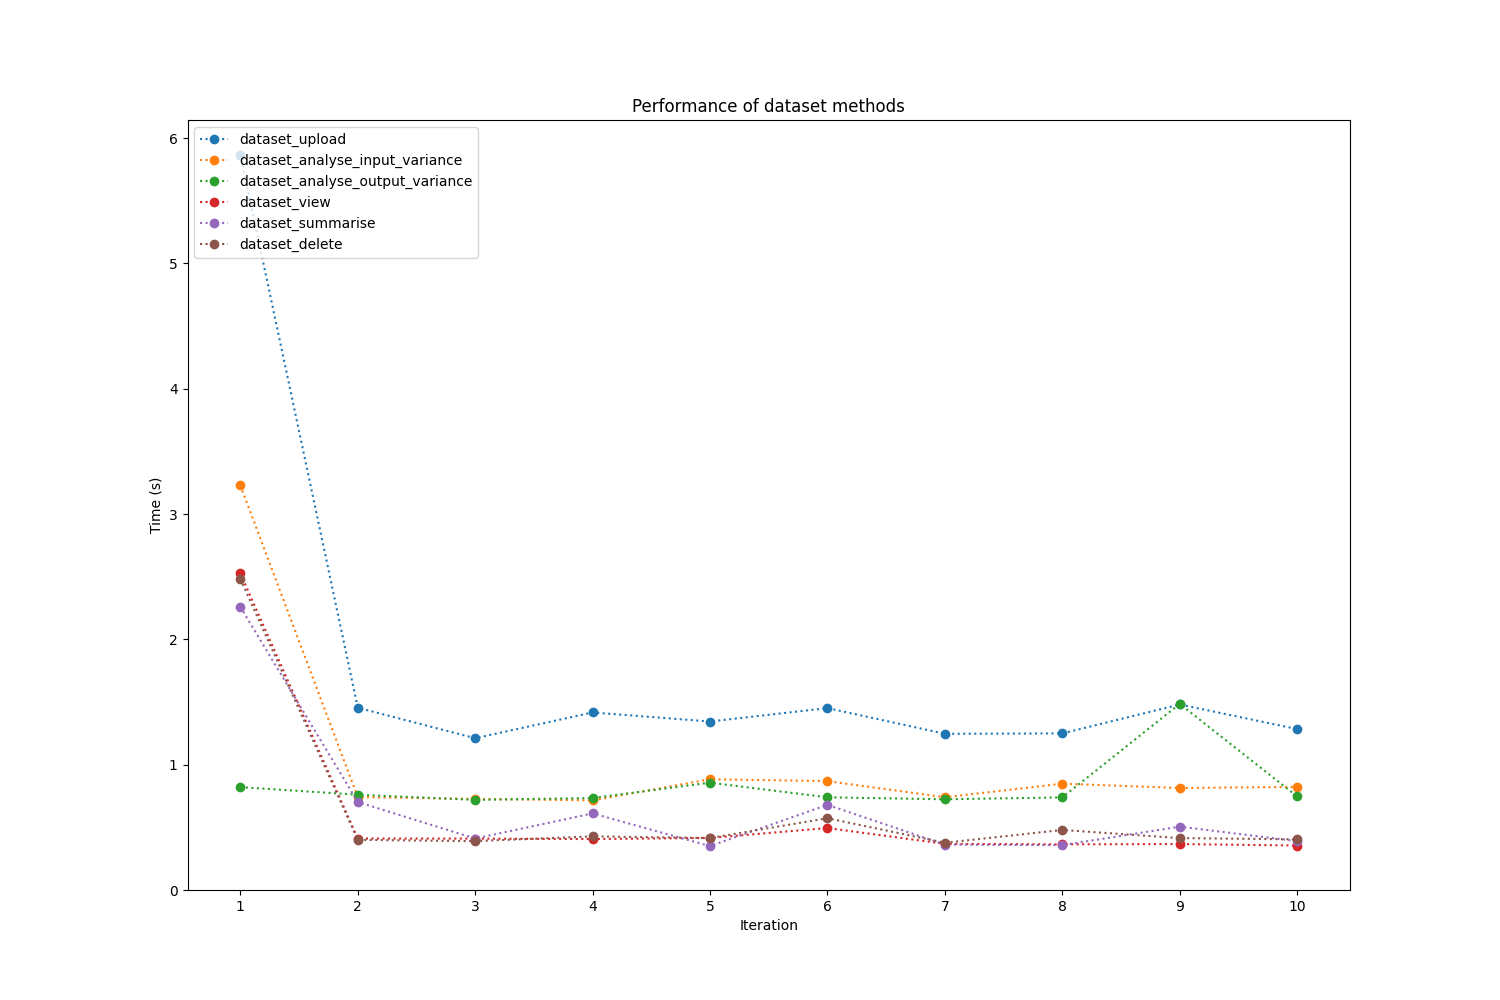 Performance of dataset methods
dataset_upload
dataset_analyse_input_variance
dataset_analyse_output_variance
dataset_view
dataset_summarise
dataset_delete
6
5
4
3
2
1
0
Time (s)
1 2 3 4 5 6 7 8 9 10
Iteration